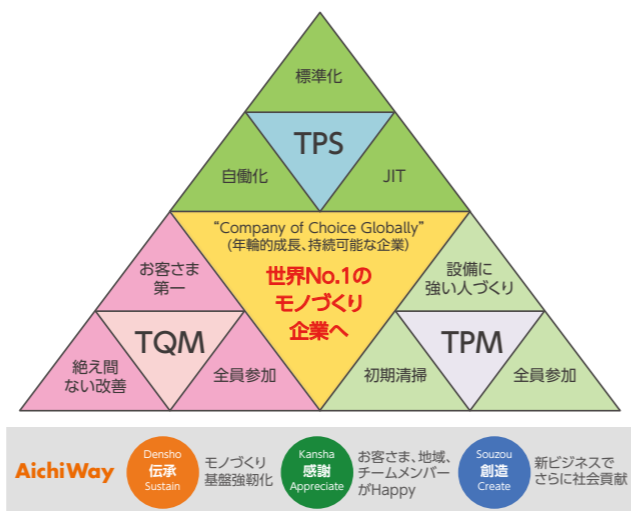 標準化
TPS
自働化
JIT
“Company of Choice Globally”
(年輪的成長、持続可能な企業)
世界No.1の
モノづくり
企業へ
お客さま
第一
TQM
絶え間
ない改善
全員参加
設備に
強い人づくり
TPM
初期清掃
全員参加
AichiWay
Densho
伝承
Sustain
モノづくり
基盤強靭化
Kansha
感謝
Appreciate
お客さま、地域、
チームメンバー
がHappy
Souzou
創造
Create
新ビジネスで
さらに社会貢献